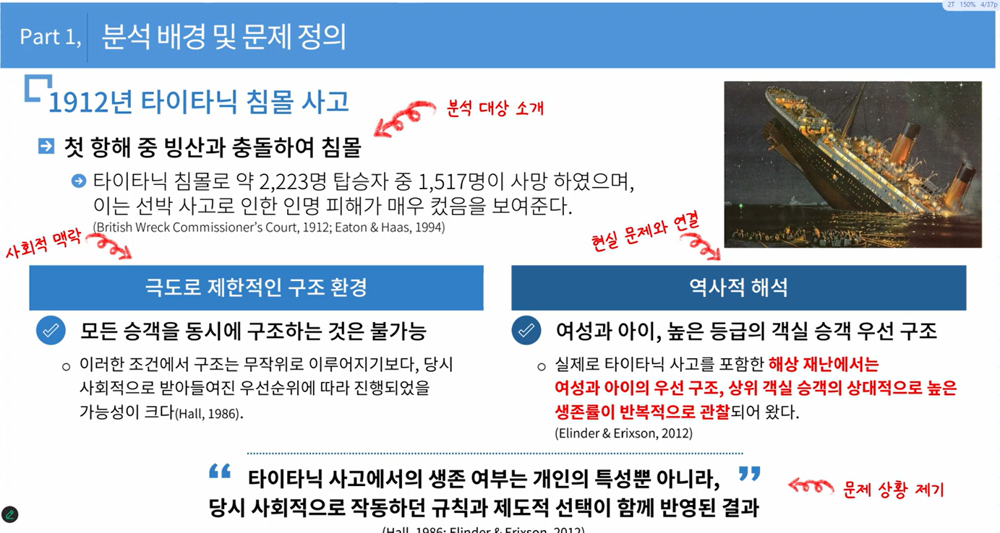 2T 150% 4/37p
Part 1, 분석 배경 및 문제 정의
1912년 타이타닉 침몰 사고
분석 대상 소개
첫 항해 중 빙산과 충돌하여 침몰
타이타닉 침몰로 약 2,223명 탑승자 중 1,517명이 사망 하였으며,
이는 선박 사고로 인한 인명 피해가 매우 컸음을 보여준다.
(British Wreck Commissioner’s Court, 1912; Eaton & Haas, 1994)
사회적 맥락
현실 문제와 연결
극도로 제한적인 구조 환경
모든 승객을 동시에 구조하는 것은 불가능
이러한 조건에서 구조는 무작위로 이루어지기보다, 당시
사회적으로 받아들여진 우선순위에 따라 진행되었을
가능성이 크다(Hall, 1986).
역사적 해석
여성과 아이, 높은 등급의 객실 승객 우선 구조
실제로 타이타닉 사고를 포함한 해상 재난에서는
여성과 아이의 우선 구조, 상위 객실 승객의 상대적으로 높은
생존률이 반복적으로 관찰되어 왔다.
(Elinder & Erixson, 2012)
“ 타이타닉 사고에서의 생존 여부는 개인의 특성뿐 아니라, ”
당시 사회적으로 작동하던 규칙과 제도적 선택이 함께 반영된 결과
문제 상황 제기
(Hall, 1986; Elinder & Erixson, 2012)